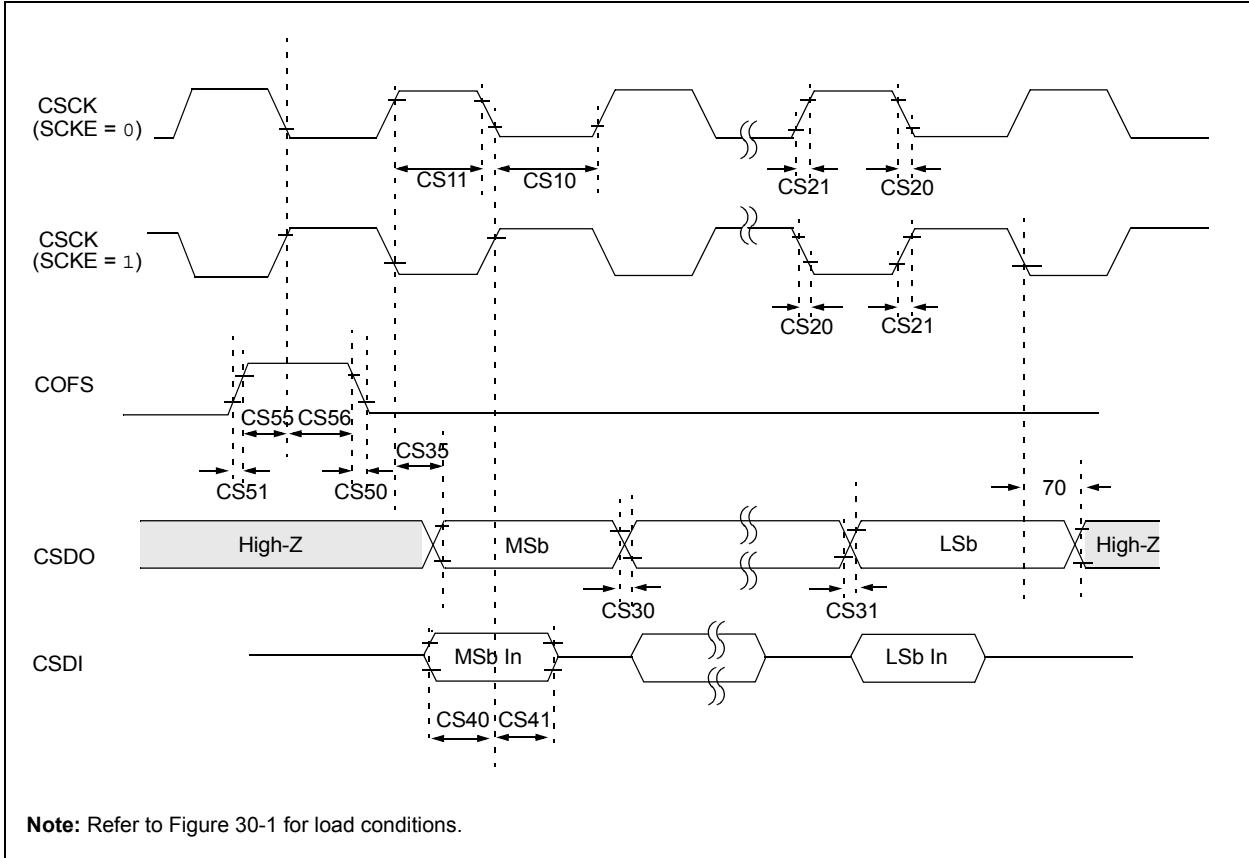 CSCK
(SCKE = 0)
CS11 CS10 CS21 CS20
CSCK
(SCKE = 1)
CS20 CS21
COFS
CS55 CS56
CS35
CS51 CS50
70
CSDO
High-Z MSb LSb High-Z
CS30 CS31
CSDI
MSb In LSb In
CS40 CS41
Note: Refer to Figure 30-1 for load conditions.